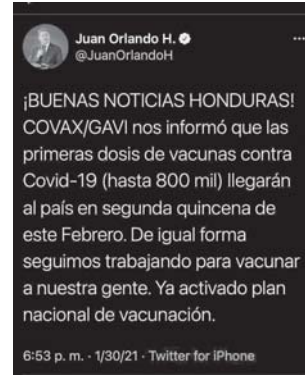 Juan Orlando H.
@JuanOrlandoH
¡BUENAS NOTICIAS HONDURAS!
COVAX/GAVI nos informó que las
primeras dosis de vacunas contra
Covid-19 (hasta 800 mil) llegarán
al país en segunda quincena de
este Febrero. De igual forma
seguimos trabajando para vacunar
a nuestra gente. Ya activado plan
nacional de vacunación.
6:53 p. m. · 1/30/21 · Twitter for iPhone